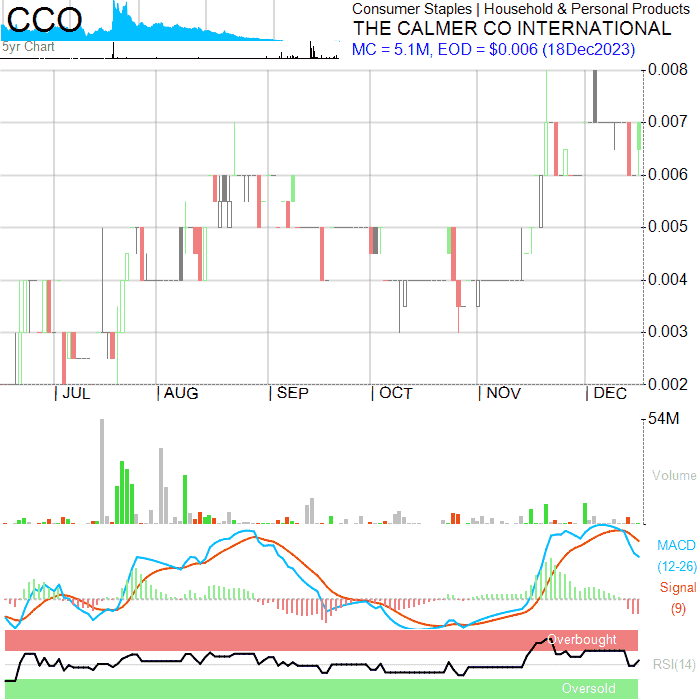 CCO
5yr Chart
Consumer Staples | Household & Personal Products
THE CALMER CO INTERNATIONAL
MC = 5.1M, EOD = $0.006 (18Dec2023)
0.008
0.007
0.006
0.005
0.004
0.003
0.002
JUL AUG SEP OCT NOV DEC
54M
Volume
MACD
(12-26)
Signal
(9)
Overbought
RSI(14)
Oversold